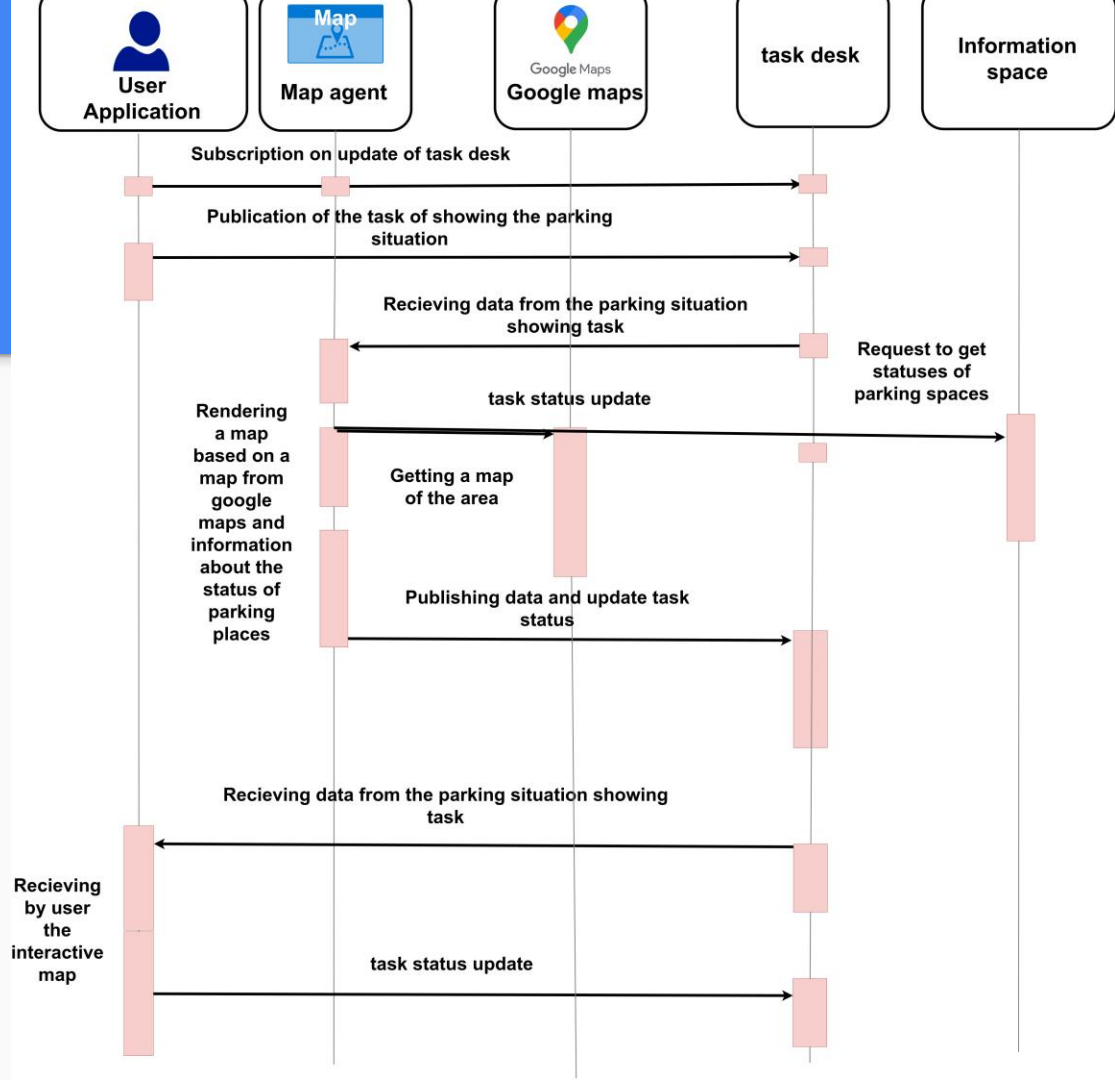 Map
Google Maps
User
Application
Map agent
Google maps
task desk
Information
space
Subscription on update of task desk
Publication of the task of showing the parking
situation
Recieving data from the parking situation
showing task
Request to get
statuses of
parking spaces
task status update
Rendering
a map
based on a
map from
google
maps and
information
about the
status of
parking
places
Getting a map
of the area
Publishing data and update task
status
Recieving data from the parking situation showing
task
Recieving
by user
the
interactive
map
task status update